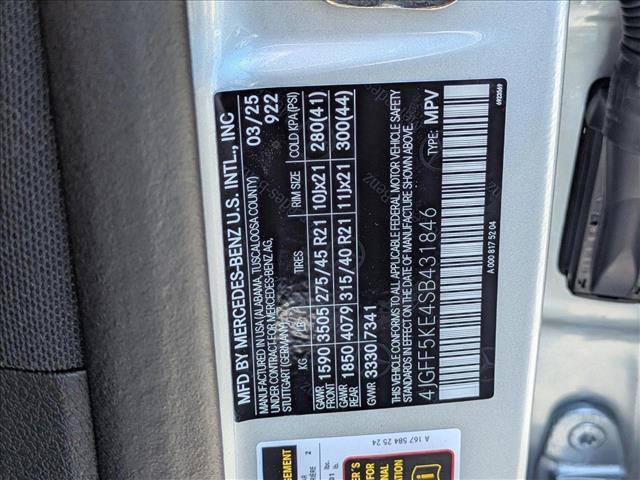 MFD BY MERCEDES-BENZ U.S. INTL., INC
MANUFACTURED IN USA (ALABAMA, TUSCALOOSA COUNTY) 03/25
UNDER CONTRACT FOR MERCEDES-BENZ AG, 922
STUTTGART (GERMANY)
KG LB TIRES RIM SIZE COLD KPA (PSI)
GAWR FRONT 1590 3505 275/45 R21 10Jx21 280(41)
GAWR REAR 1850 4079 315/40 R21 11Jx21 300(44)
GVWR 3330 7341
THIS VEHICLE CONFORMS TO ALL APPLICABLE FEDERAL MOTOR VEHICLE SAFETY
STANDARDS IN EFFECT ON THE DATE OF MANUFACTURE SHOWN ABOVE.
4JGFF5KE4SB431846 TYPE: MPV
A 000 817 52 04
6923569
A 167 584 25 24